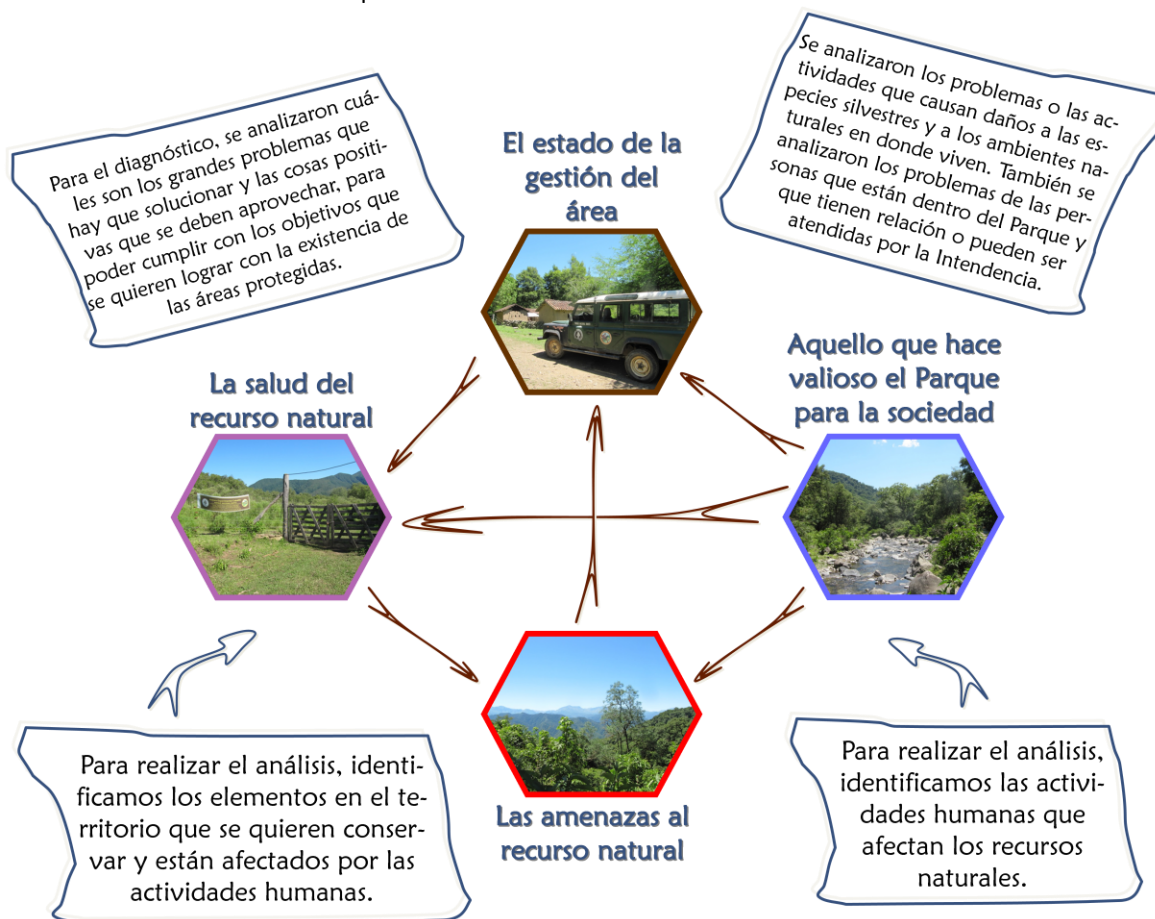 Para el diagnóstico, se analizaron cuá-
les son los grandes problemas que
hay que solucionar y las cosas positi-
vas que se deben aprovechar, para
poder cumplir con los objetivos que
se quieren lograr con la existencia de
las áreas protegidas.
Se analizaron los problemas o las ac-
tividades que causan daños a las es-
pecies silvestres y a los ambientes na-
turales en donde viven. También se
analizaron los problemas de las per-
sonas que están dentro del Parque y
que tienen relación o pueden ser
atendidas por la Intendencia.
El estado de la
gestión del
área
La salud del
recurso natural
Aquello que hace
valioso el Parque
para la sociedad
Las amenazas al
recurso natural
Para realizar el análisis, identi-
ficamos los elementos en el te-
rritorio que se quieren conser-
var y están afectados por las
actividades humanas.
Para realizar el análisis,
identificamos las activi-
dades humanas que
afectan los recursos
naturales.